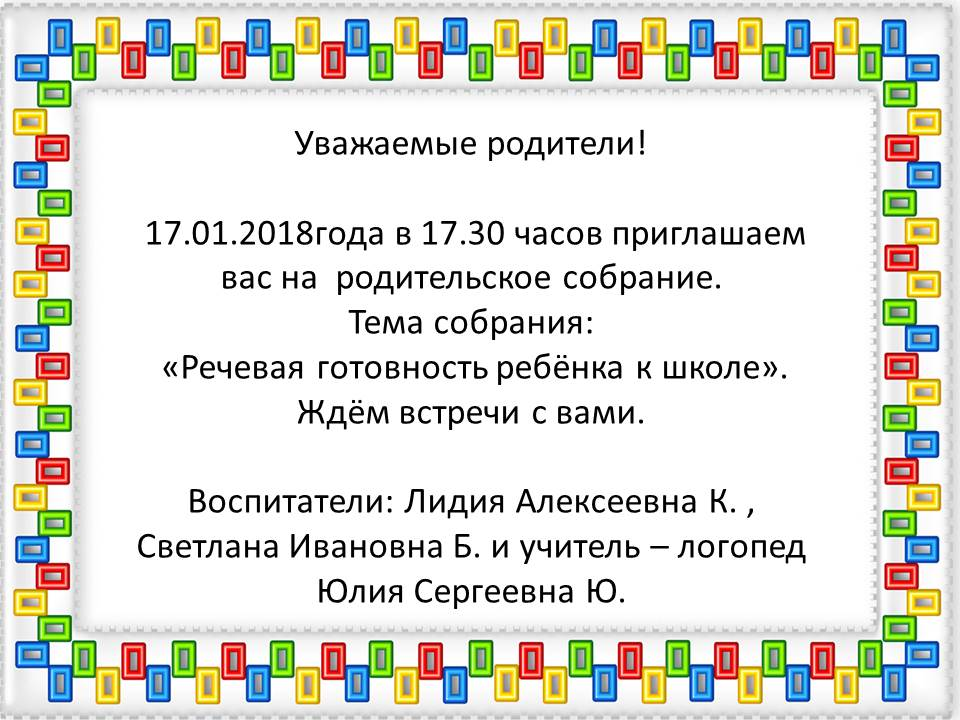 Уважаемые родители!
17.01.2018года в 17.30 часов приглашаем
вас на  родительское собрание.
Тема собрания:
«Речевая готовность ребёнка к школе».
Ждём встречи с вами.
Воспитатели: Лидия Алексеевна К. ,
Светлана Ивановна Б. и учитель – логопед
Юлия Сергеевна Ю.